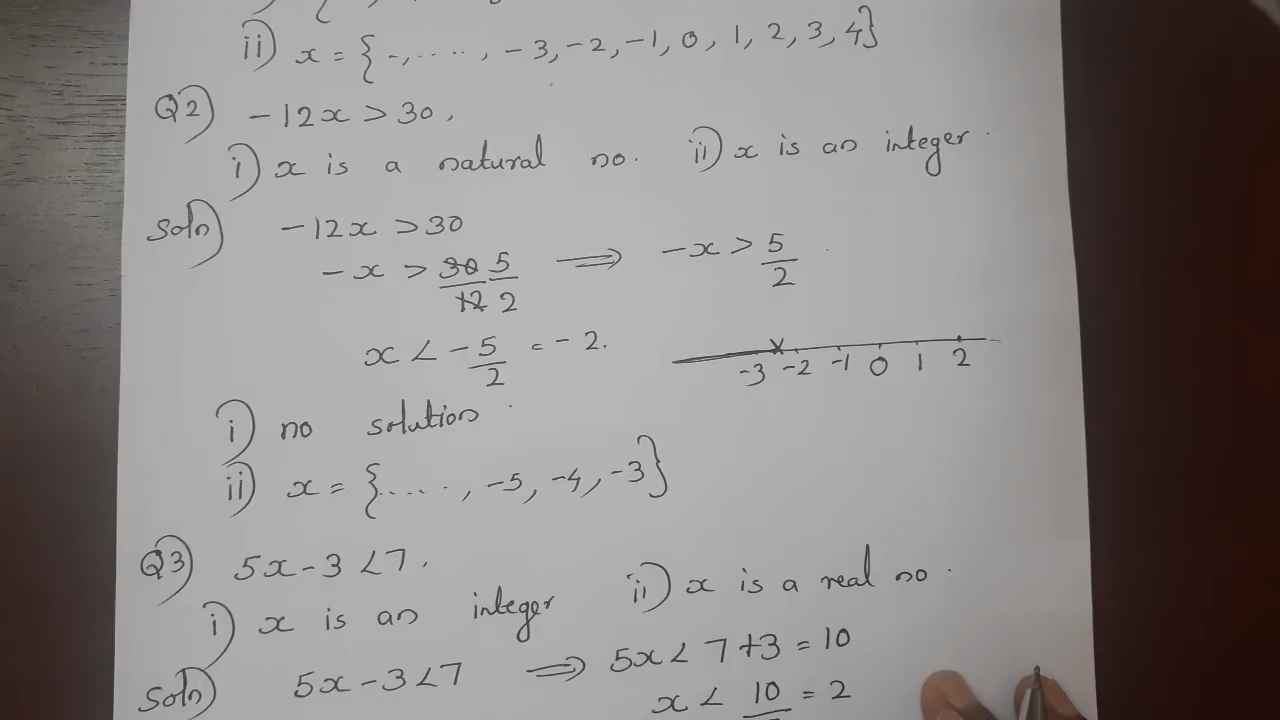 ii) x = {-, ....., -3, -2, -1, 0, 1, 2, 3, 4}
Q2) -12x > 30,
i) x is a natural no. ii) x is an integer.
Soln) -12x > 30
-x > 30/12 5/2 ⟹ -x > 5/2
x < -5/2 = -2.
-3 -2 -1 0 1 2
i) no solution.
ii) x = {....., -5, -4, -3}
Q3) 5x - 3 < 7.
i) x is an integer ii) x is a real no.
Soln) 5x - 3 < 7 ⟹ 5x < 7 + 3 = 10
x < 10 = 2